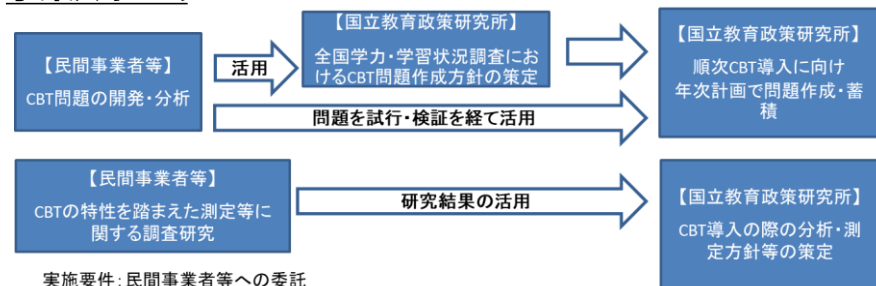 【民間事業者等】
CBT問題の開発・分析
活用
【国立教育政策研究所】
全国学力・学習状況調査にお
けるCBT問題作成方針の策定
問題を試行・検証を経て活用
【国立教育政策研究所】
順次CBT導入に向け
年次計画で問題作成・蓄
積
【民間事業者等】
CBTの特性を踏まえた測定等に
関する調査研究
研究結果の活用
【国立教育政策研究所】
CBT導入の際の分析・測
定方針等の策定
実施要件：民間事業者等への委託